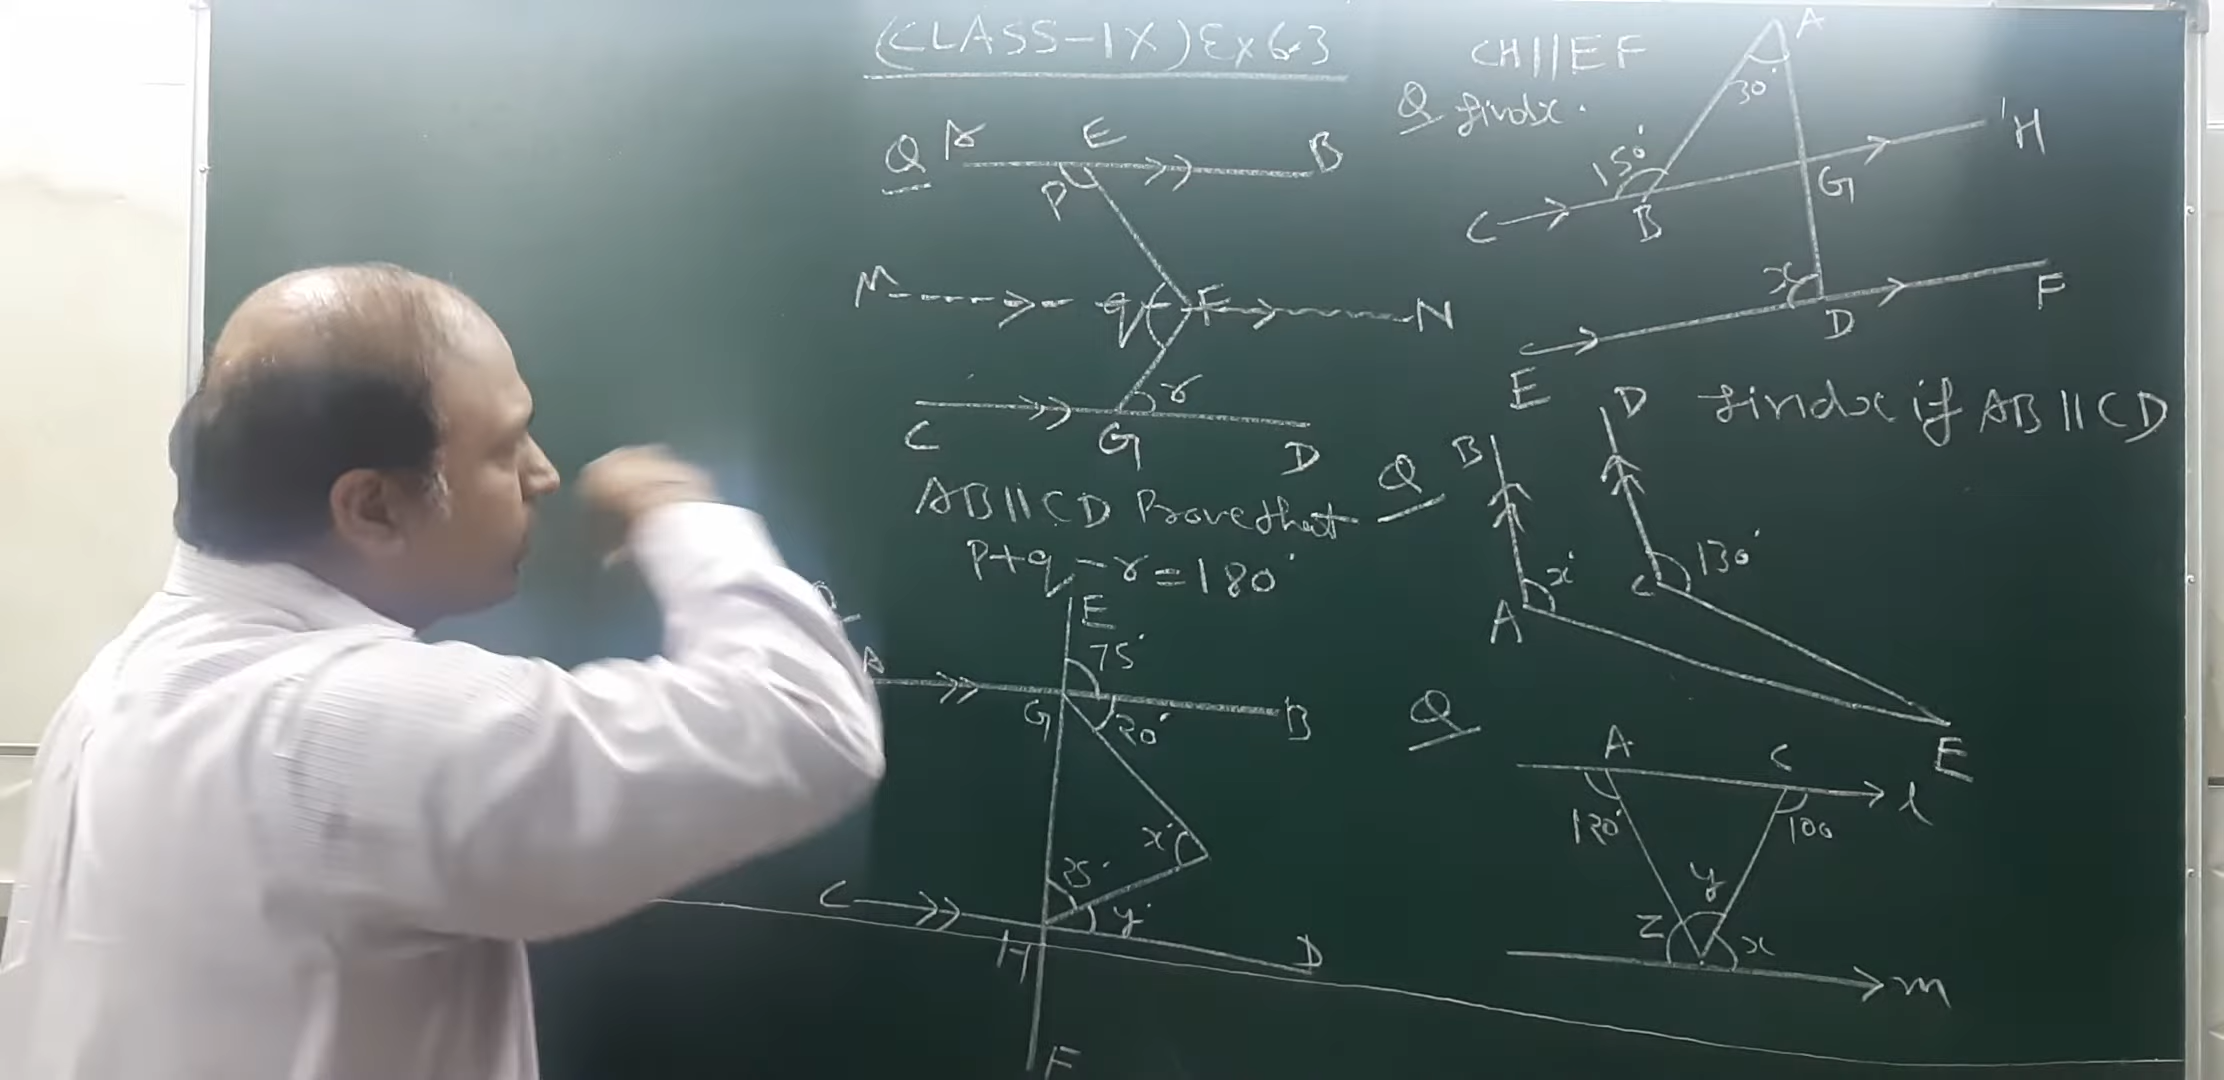 (CLASS-IX) Ex 6.3
Q
A E B
P
M q F N
r
C G D
AB||CD Prove that
p+q-r=180°
Q
E
75°
A G B
20°
x°
25°
C y°
H D
F
CH||EF
Q find x.
A
30°
H
150°
G
C B
x
F
D
E
find x if AB||CD
Q B D
130°
x° C
A
E
Q
A C
l
120° 100
y
z x
m